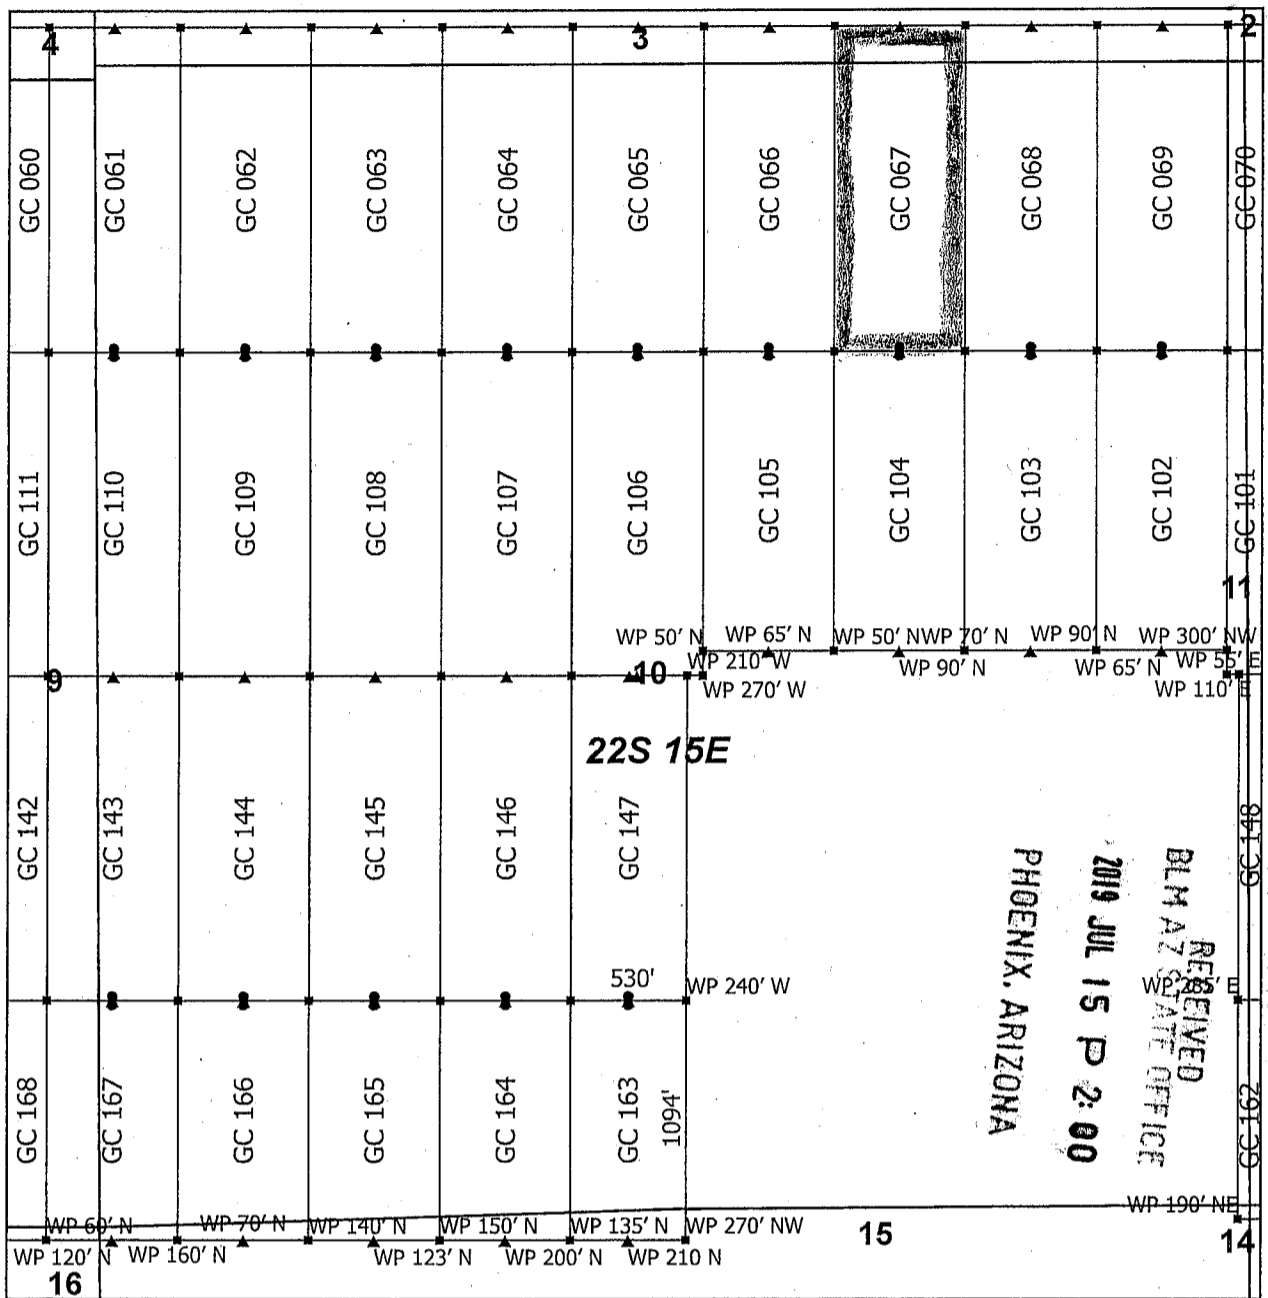 4
3
2
GC 060
GC 061
GC 062
GC 063
GC 064
GC 065
GC 066
GC 067
GC 068
GC 069
GC 070
GC 111
GC 110
GC 109
GC 108
GC 107
GC 106
GC 105
GC 104
GC 103
GC 102
GC 101
11
WP 50' N
WP 65' N
WP 50' N
WP 70' N
WP 90' N
WP 300' NW
WP 210' W
WP 90' N
WP 65' N
WP 55' E
9
10
WP 270' W
WP 110' E
22S 15E
GC 142
GC 143
GC 144
GC 145
GC 146
GC 147
GC 148
RECEIVED
BLM AZ STATE OFFICE
2019 JUL 15 P 2:00
PHOENIX, ARIZONA
530'
WP 240' W
GC 168
GC 167
GC 166
GC 165
GC 164
GC 163
1094'
GC 162
WP 190' NE
WP 60' N
WP 70' N
WP 140' N
WP 150' N
WP 135' N
WP 270' NW
15
14
WP 120' N
WP 160' N
WP 123' N
WP 200' N
WP 210 N
16